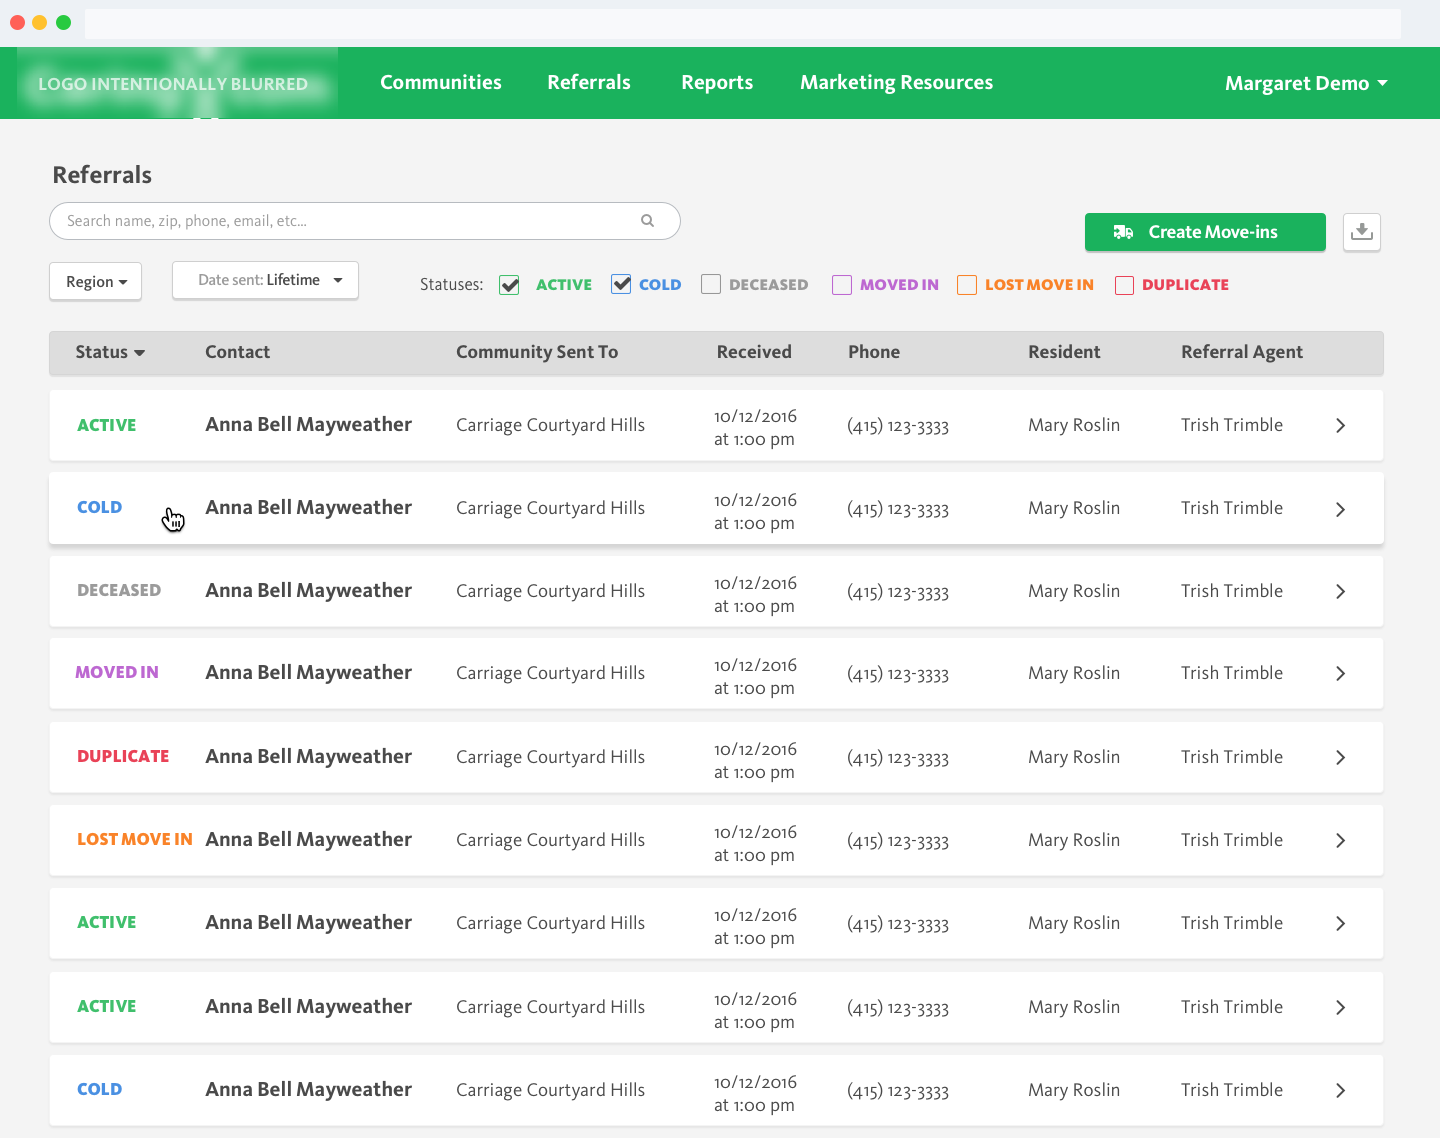 LOGO INTENTIONALLY BLURRED
Communities Referrals Reports Marketing Resources Margaret Demo
Referrals
Search name, zip, phone, email, etc...
Create Move-ins
Region Date sent: Lifetime Statuses: ACTIVE COLD DECEASED MOVED IN LOST MOVE IN DUPLICATE
Status Contact Community Sent To Received Phone Resident Referral Agent
ACTIVE Anna Bell Mayweather Carriage Courtyard Hills 10/12/2016 at 1:00 pm (415) 123-3333 Mary Roslin Trish Trimble
COLD Anna Bell Mayweather Carriage Courtyard Hills 10/12/2016 at 1:00 pm (415) 123-3333 Mary Roslin Trish Trimble
DECEASED Anna Bell Mayweather Carriage Courtyard Hills 10/12/2016 at 1:00 pm (415) 123-3333 Mary Roslin Trish Trimble
MOVED IN Anna Bell Mayweather Carriage Courtyard Hills 10/12/2016 at 1:00 pm (415) 123-3333 Mary Roslin Trish Trimble
DUPLICATE Anna Bell Mayweather Carriage Courtyard Hills 10/12/2016 at 1:00 pm (415) 123-3333 Mary Roslin Trish Trimble
LOST MOVE IN Anna Bell Mayweather Carriage Courtyard Hills 10/12/2016 at 1:00 pm (415) 123-3333 Mary Roslin Trish Trimble
ACTIVE Anna Bell Mayweather Carriage Courtyard Hills 10/12/2016 at 1:00 pm (415) 123-3333 Mary Roslin Trish Trimble
ACTIVE Anna Bell Mayweather Carriage Courtyard Hills 10/12/2016 at 1:00 pm (415) 123-3333 Mary Roslin Trish Trimble
COLD Anna Bell Mayweather Carriage Courtyard Hills 10/12/2016 at 1:00 pm (415) 123-3333 Mary Roslin Trish Trimble